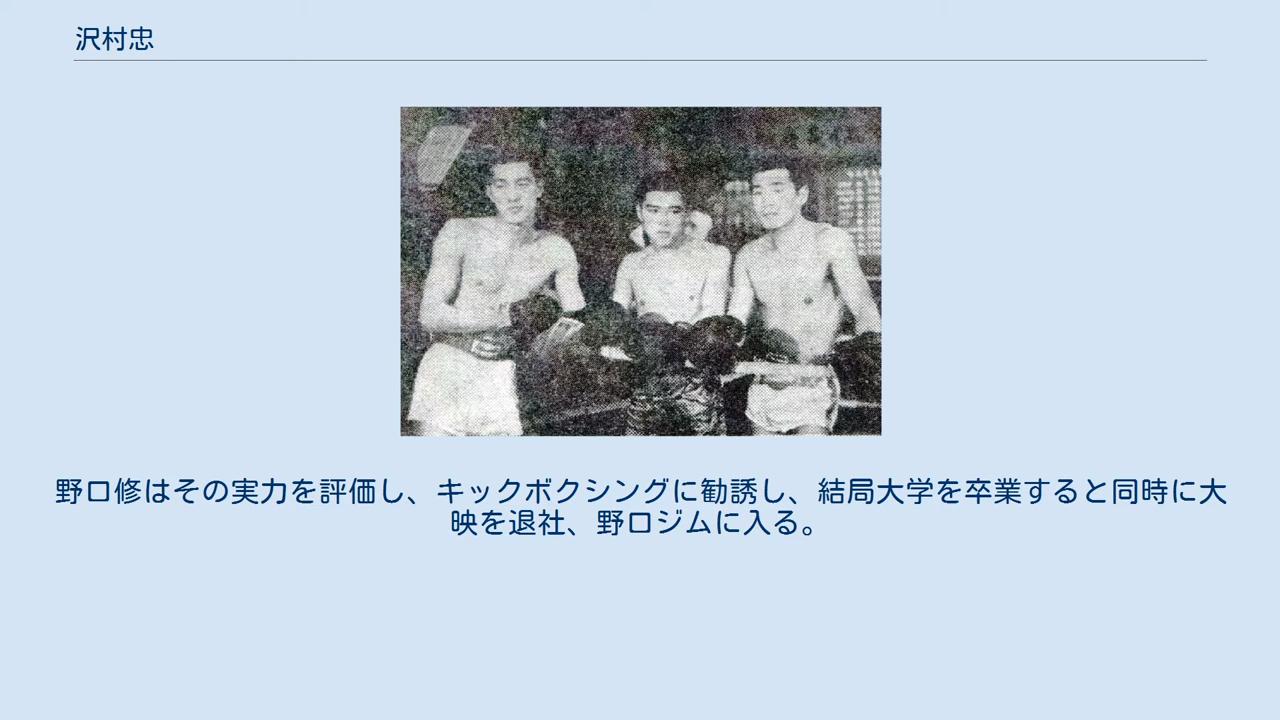 沢村忠
野口修はその実力を評価し、キックボクシングに勧誘し、結局大学を卒業すると同時に大
映を退社、野口ジムに入る。